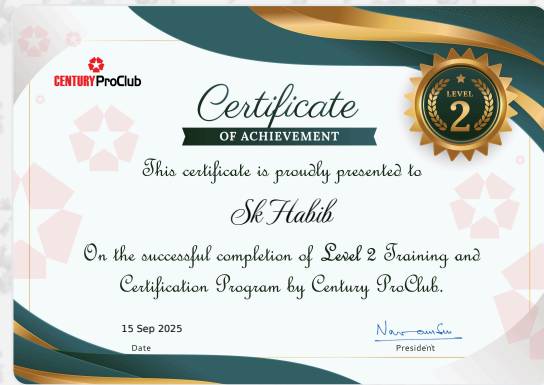 CENTURY ProClub
LEVEL
2
Certificate
OF ACHIEVEMENT
This certificate is proudly presented to
Sk Habib
On the successful completion of Level 2 Training and
Certification Program by Century ProClub.
15 Sep 2025
Date
President